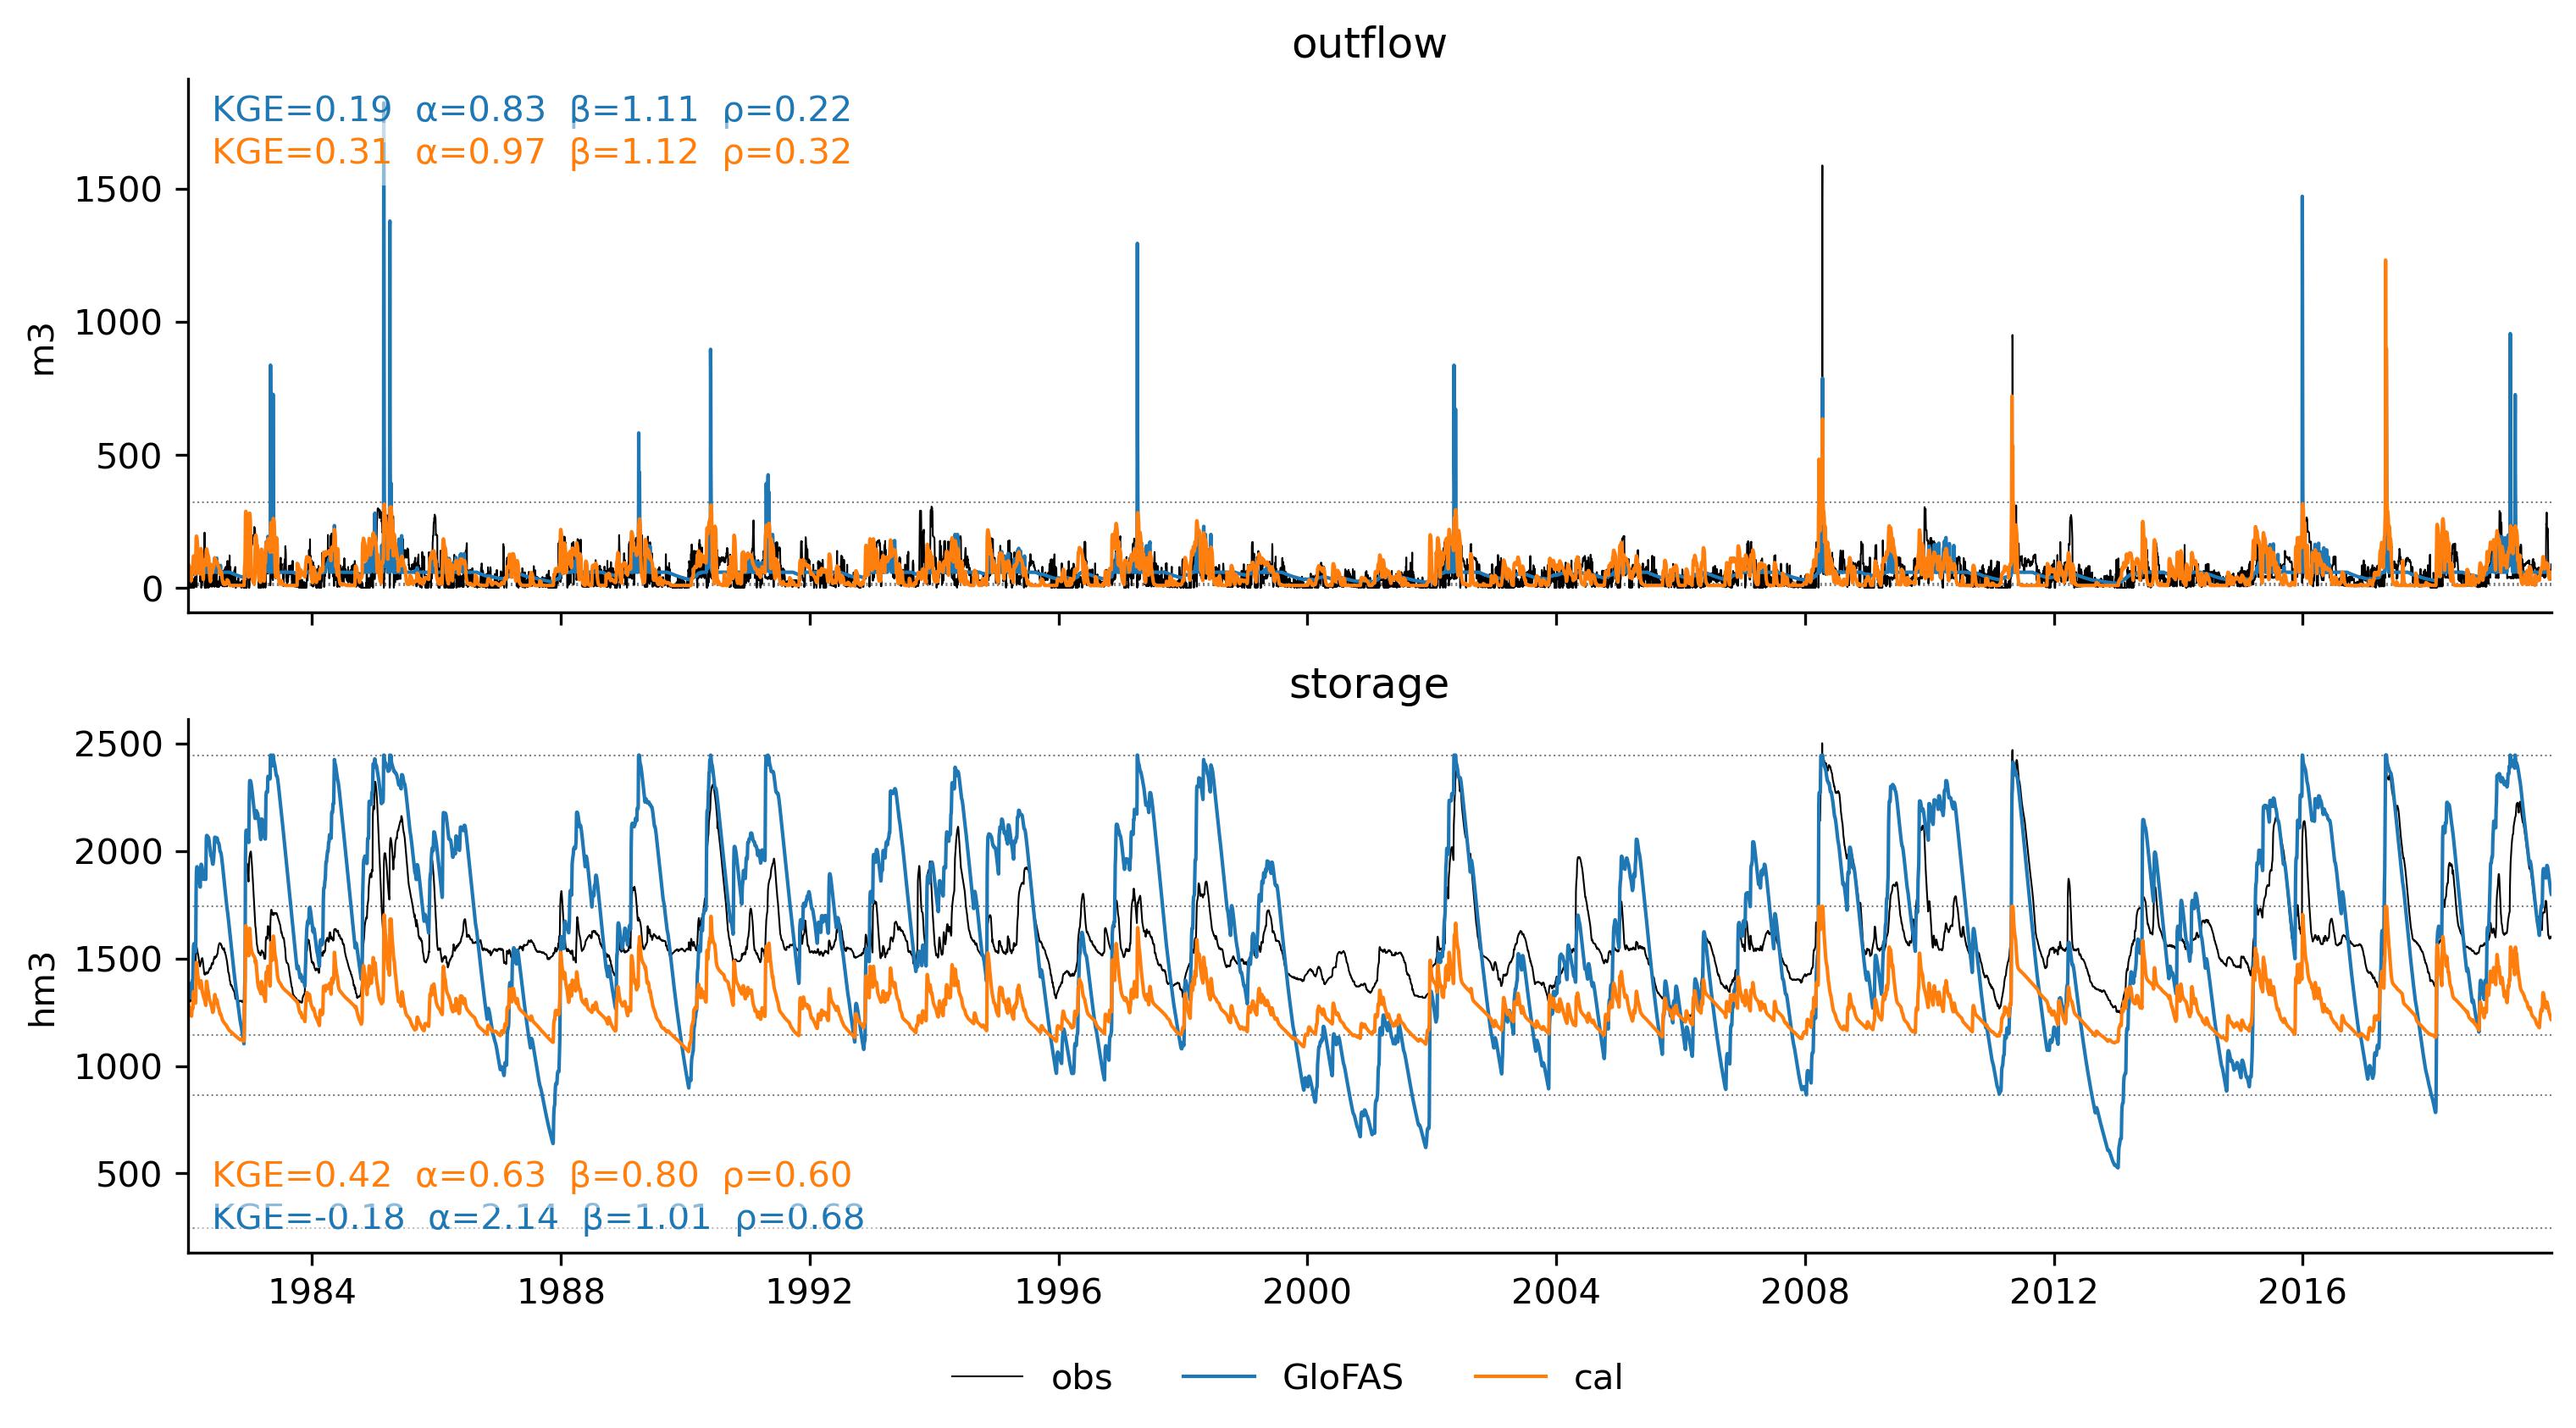 outflow
KGE=0.19 α=0.83 β=1.11 ρ=0.22
KGE=0.31 α=0.97 β=1.12 ρ=0.32
1500
1000
500
0
m3
storage
2500
2000
1500
1000
500
hm3
KGE=0.42 α=0.63 β=0.80 ρ=0.60
KGE=-0.18 α=2.14 β=1.01 ρ=0.68
1984 1988 1992 1996 2000 2004 2008 2012 2016
obs GloFAS cal